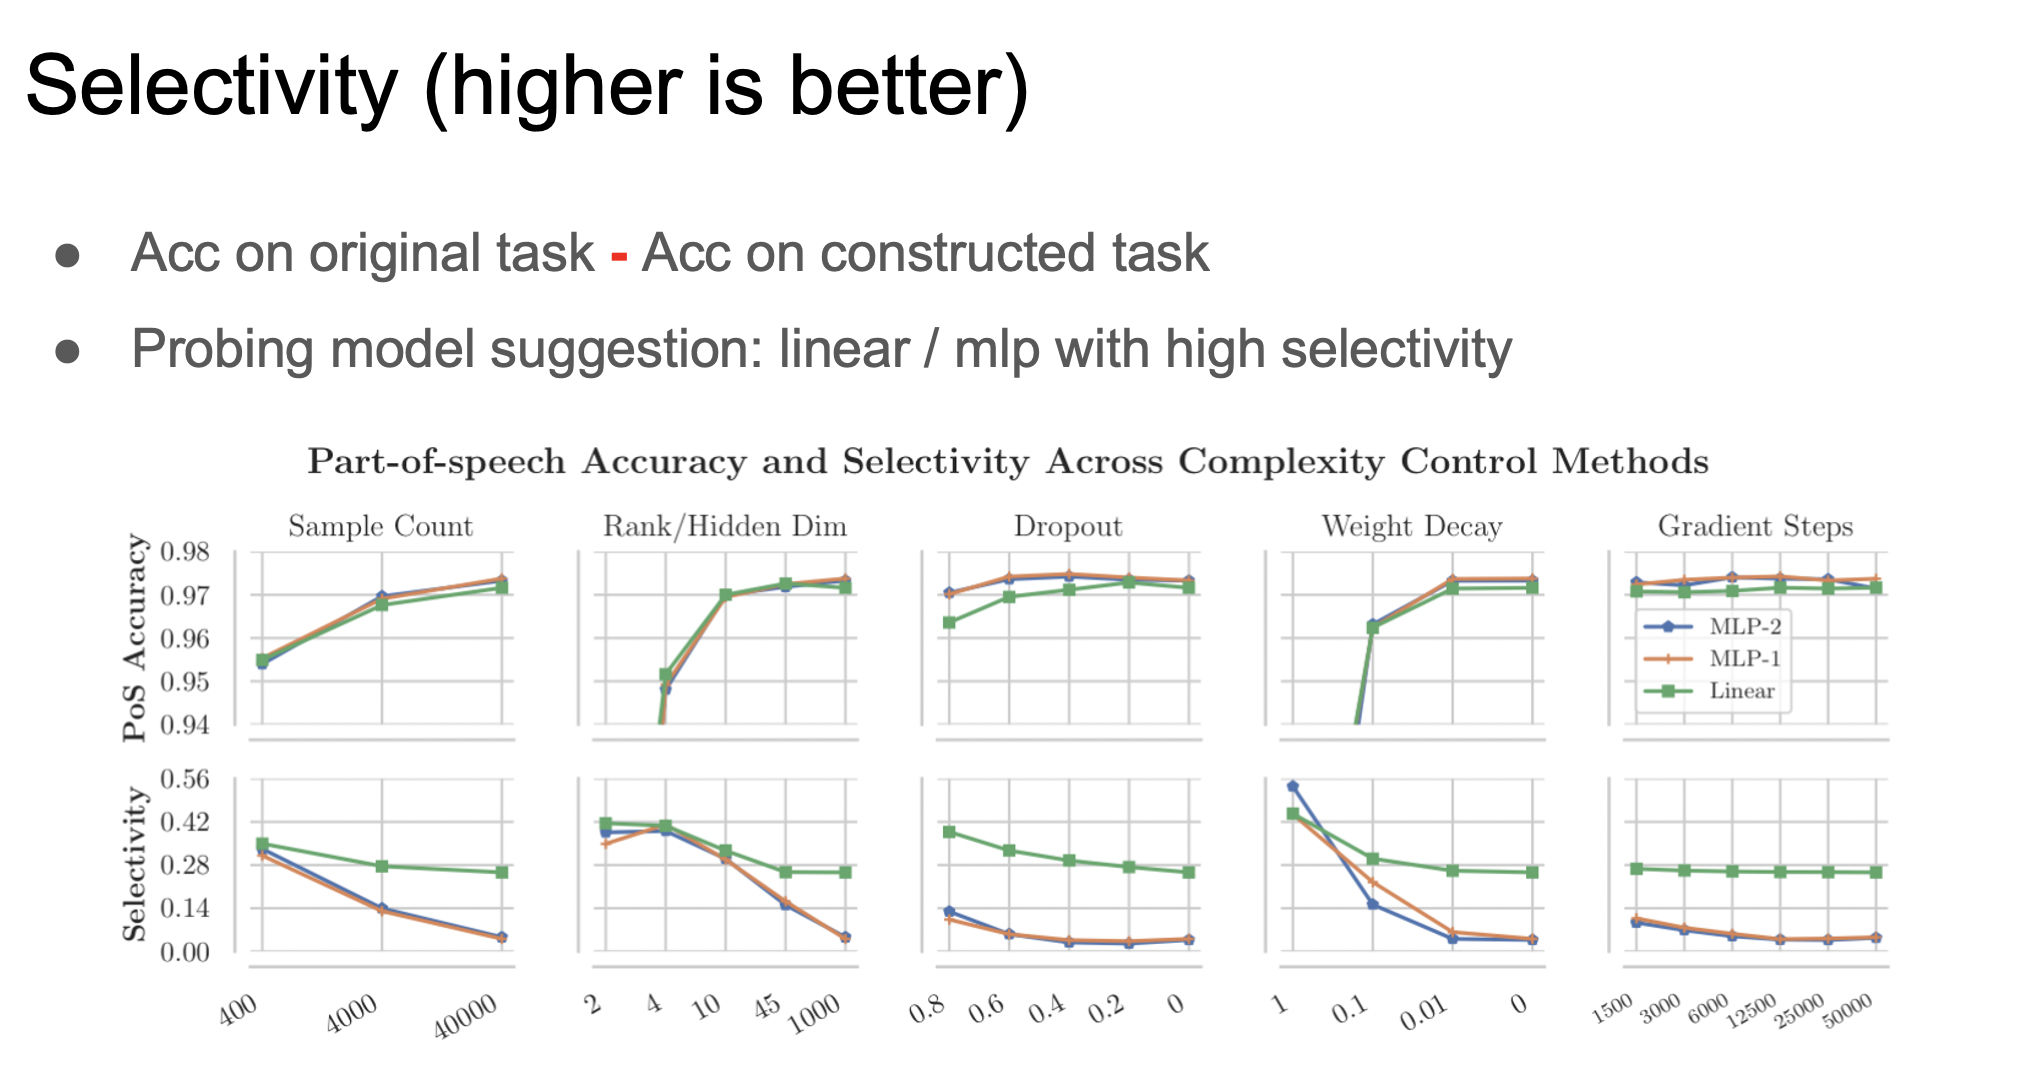 Selectivity (higher is better)
● Acc on original task - Acc on constructed task
● Probing model suggestion: linear / mlp with high selectivity
Part-of-speech Accuracy and Selectivity Across Complexity Control Methods
Sample Count Rank/Hidden Dim Dropout Weight Decay Gradient Steps
PoS Accuracy
0.98
0.97
0.96
0.95
0.94
MLP-2
MLP-1
Linear
Selectivity
0.56
0.42
0.28
0.14
0.00
400 4000 40000 2 4 10 45 1000 0.8 0.6 0.4 0.2 0 1 0.1 0.01 0 1500 3000 6000 12500 25000 50000